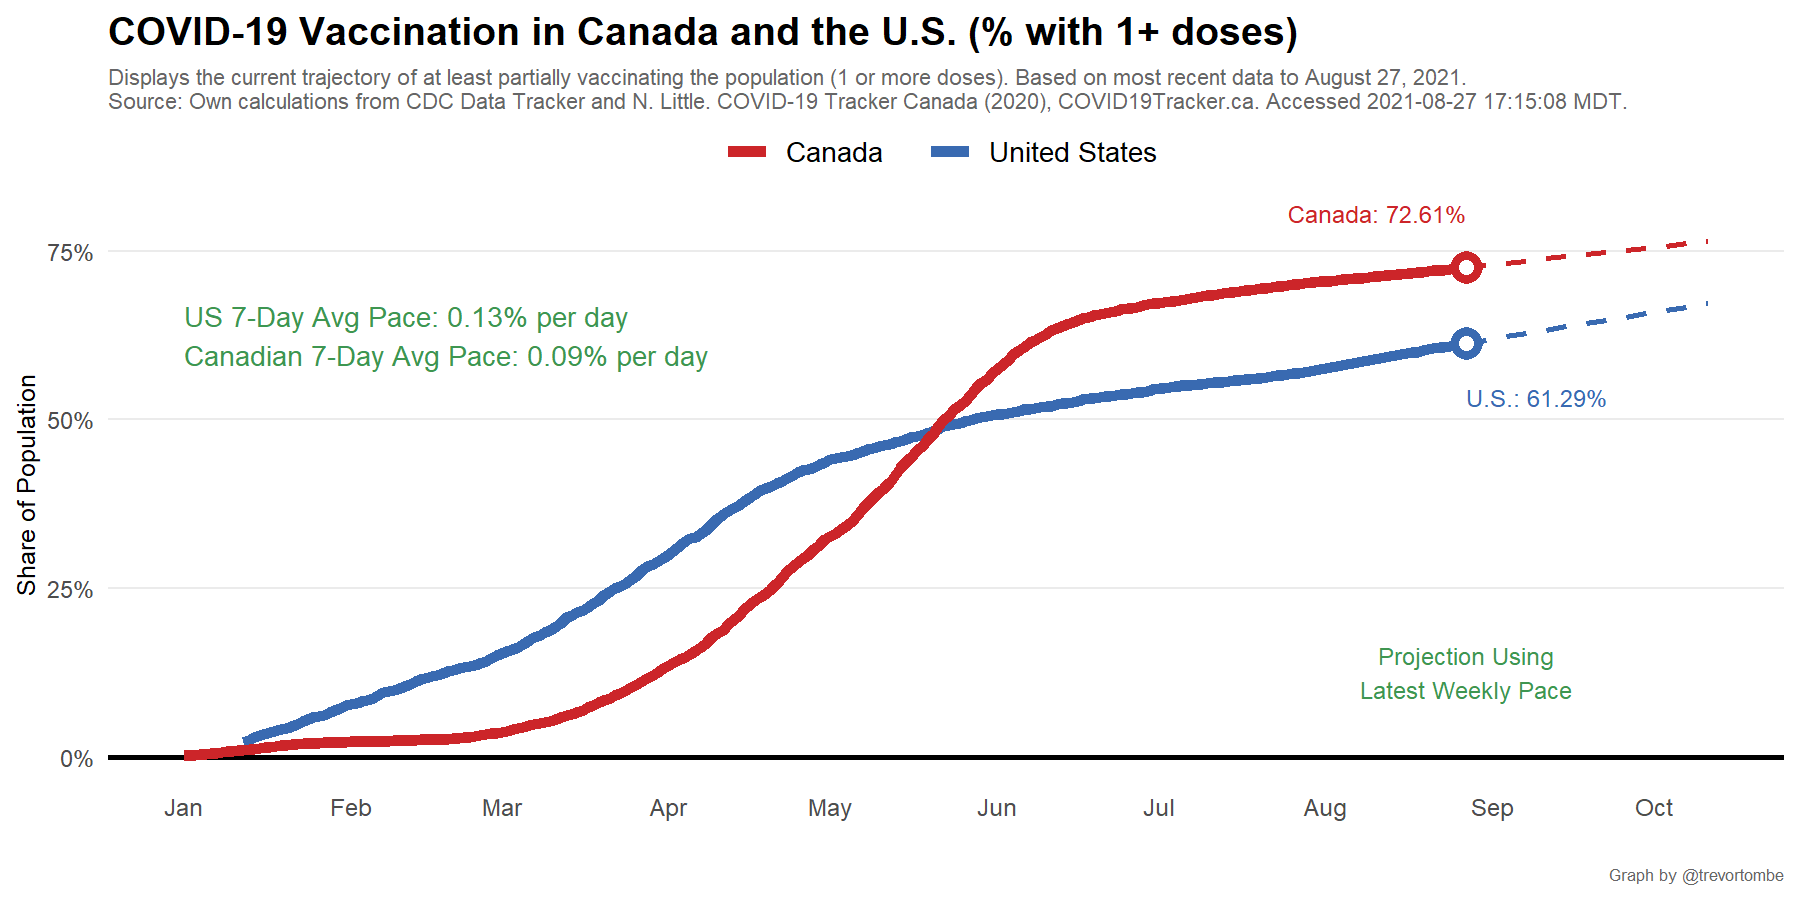 COVID-19 Vaccination in Canada and the U.S. (% with 1+ doses)
Displays the current trajectory of at least partially vaccinating the population (1 or more doses). Based on most recent data to August 27, 2021.
Source: Own calculations from CDC Data Tracker and N. Little. COVID-19 Tracker Canada (2020), COVID19Tracker.ca. Accessed 2021-08-27 17:15:08 MDT.
Canada
United States
Canada: 72.61%
75%
US 7-Day Avg Pace: 0.13% per day
Canadian 7-Day Avg Pace: 0.09% per day
U.S.: 61.29%
50%
Share of Population
25%
Projection Using
Latest Weekly Pace
0%
Jan
Feb
Mar
Apr
May
Jun
Jul
Aug
Sep
Oct
Graph by @trevortombe